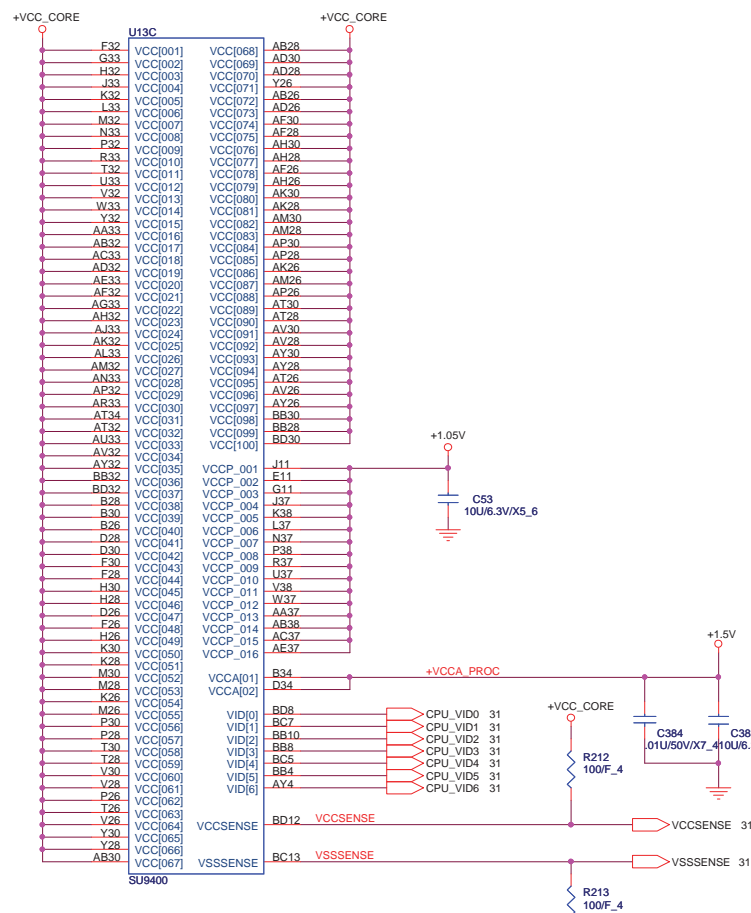 +VCC_CORE +VCC_CORE
U13C
F32 VCC[001] VCC[068] AB28
G33 VCC[002] VCC[069] AD30
H32 VCC[003] VCC[070] AD28
J33 VCC[004] VCC[071] Y26
K32 VCC[005] VCC[072] AB26
L33 VCC[006] VCC[073] AD26
M32 VCC[007] VCC[074] AF30
N33 VCC[008] VCC[075] AF28
P32 VCC[009] VCC[076] AH30
R33 VCC[010] VCC[077] AH28
T32 VCC[011] VCC[078] AF26
U33 VCC[012] VCC[079] AH26
V32 VCC[013] VCC[080] AK30
W33 VCC[014] VCC[081] AK28
Y32 VCC[015] VCC[082] AM30
AA33 VCC[016] VCC[083] AM28
AB32 VCC[017] VCC[084] AP30
AC33 VCC[018] VCC[085] AP28
AD32 VCC[019] VCC[086] AK26
AE33 VCC[020] VCC[087] AM26
AF32 VCC[021] VCC[088] AP26
AG33 VCC[022] VCC[089] AT30
AH32 VCC[023] VCC[090] AT28
AJ33 VCC[024] VCC[091] AV30
AK32 VCC[025] VCC[092] AV28
AL33 VCC[026] VCC[093] AY30
AM32 VCC[027] VCC[094] AY28
AN33 VCC[028] VCC[095] AT26
AP32 VCC[029] VCC[096] AV26
AR33 VCC[030] VCC[097] AY26
AT34 VCC[031] VCC[098] BB30
AT32 VCC[032] VCC[099] BB28
AU33 VCC[033] VCC[100] BD30
+1.05V
AV32 VCC[034]
AY32 VCC[035] VCCP_001 J11
BB32 VCC[036] VCCP_002 E11
BD32 VCC[037] VCCP_003 G11
C53
B28 VCC[038] VCCP_004 J37
10U/6.3V/X5_6
B30 VCC[039] VCCP_005 K38
B26 VCC[040] VCCP_006 L37
D28 VCC[041] VCCP_007 N37
D30 VCC[042] VCCP_008 P38
F30 VCC[043] VCCP_009 R37
F28 VCC[044] VCCP_010 U37
H30 VCC[045] VCCP_011 V38
H28 VCC[046] VCCP_012 W37
D26 VCC[047] VCCP_013 AA37
F26 VCC[048] VCCP_014 AB38
H26 VCC[049] VCCP_015 AC37
+1.5V
K30 VCC[050] VCCP_016 AE37
K28 VCC[051]
M30 VCC[052] VCCA[01] B34 +VCCA_PROC
M28 VCC[053] VCCA[02] D34
K26 VCC[054]
M26 VCC[055] VID[0] BD8 CPU_VID0 31 +VCC_CORE
P30 VCC[056] VID[1] BC7 CPU_VID1 31
P28 VCC[057] VID[2] BB10 CPU_VID2 31 C384 C38
T30 VCC[058] VID[3] BB8 CPU_VID3 31 .01U/50V/X7_4 10U/6.
T28 VCC[059] VID[4] BC5 CPU_VID4 31 R212
V30 VCC[060] VID[5] BB4 CPU_VID5 31 100/F_4
V28 VCC[061] VID[6] AY4 CPU_VID6 31
P26 VCC[062]
T26 VCC[063]
V26 VCC[064] VCCSENSE BD12 VCCSENSE VCCSENSE 31
Y30 VCC[065]
Y28 VCC[066]
AB30 VCC[067] VSSSENSE BC13 VSSSENSE VSSSENSE 31
SU9400
R213
100/F_4